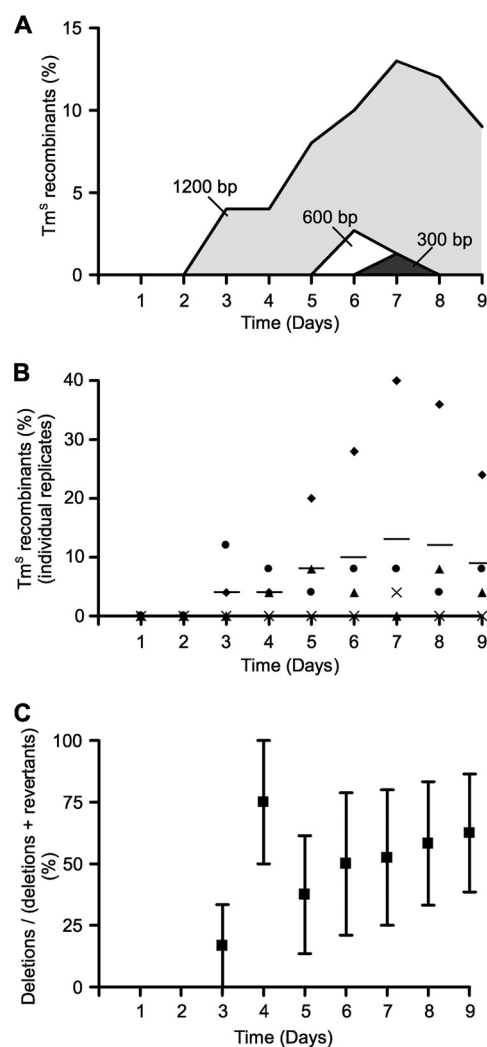 A
Tmˢ recombinants (%)
15
10
5
0
1200 bp
600 bp
300 bp
1 2 3 4 5 6 7 8 9
Time (Days)
B
Tmˢ recombinants (%)
(individual replicates)
40
30
20
10
0
1 2 3 4 5 6 7 8 9
Time (Days)
C
Deletions / (deletions + revertants)
(%)
100
75
50
25
0
1 2 3 4 5 6 7 8 9
Time (Days)